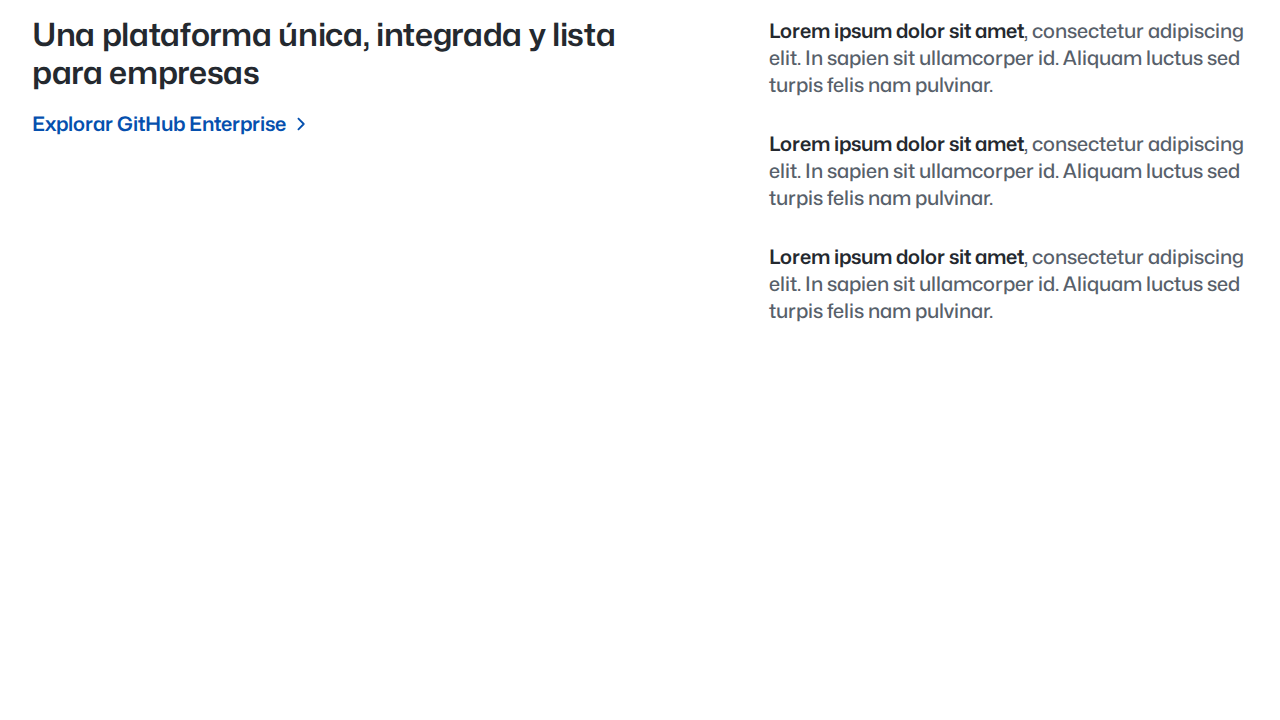 Una plataforma única, integrada y lista
para empresas
Explorar GitHub Enterprise
Lorem ipsum dolor sit amet, consectetur adipiscing
elit. In sapien sit ullamcorper id. Aliquam luctus sed
turpis felis nam pulvinar.
Lorem ipsum dolor sit amet, consectetur adipiscing
elit. In sapien sit ullamcorper id. Aliquam luctus sed
turpis felis nam pulvinar.
Lorem ipsum dolor sit amet, consectetur adipiscing
elit. In sapien sit ullamcorper id. Aliquam luctus sed
turpis felis nam pulvinar.